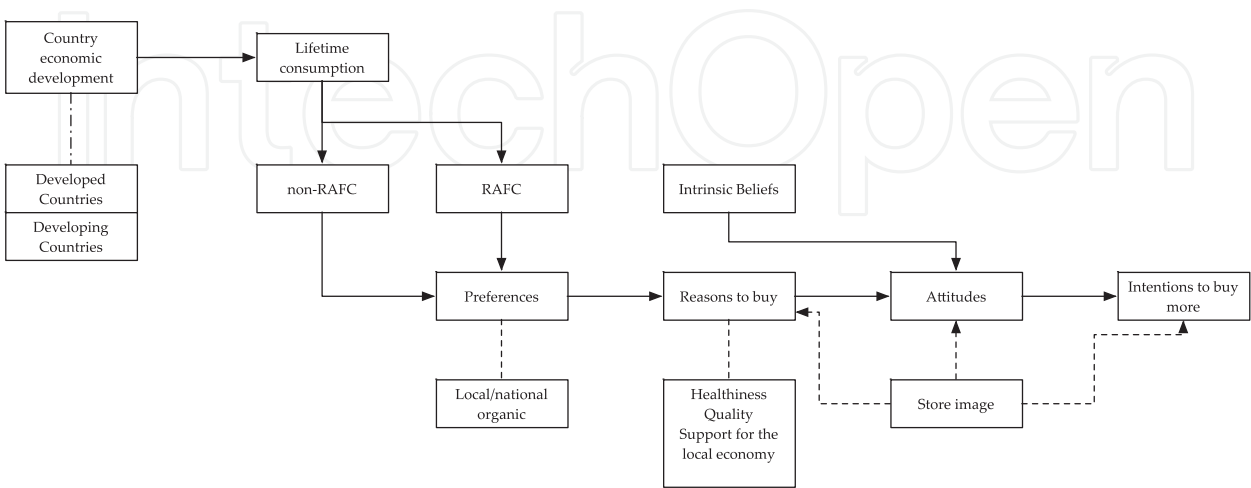 IntechOpen
Country
economic
development
Lifetime
consumption
Developed
Countries
Developing
Countries
non-RAFC
RAFC
Intrinsic Beliefs
Preferences
Reasons to buy
Attitudes
Intentions to buy
more
Local/national
organic
Healthiness
Quality
Support for the
local economy
Store image